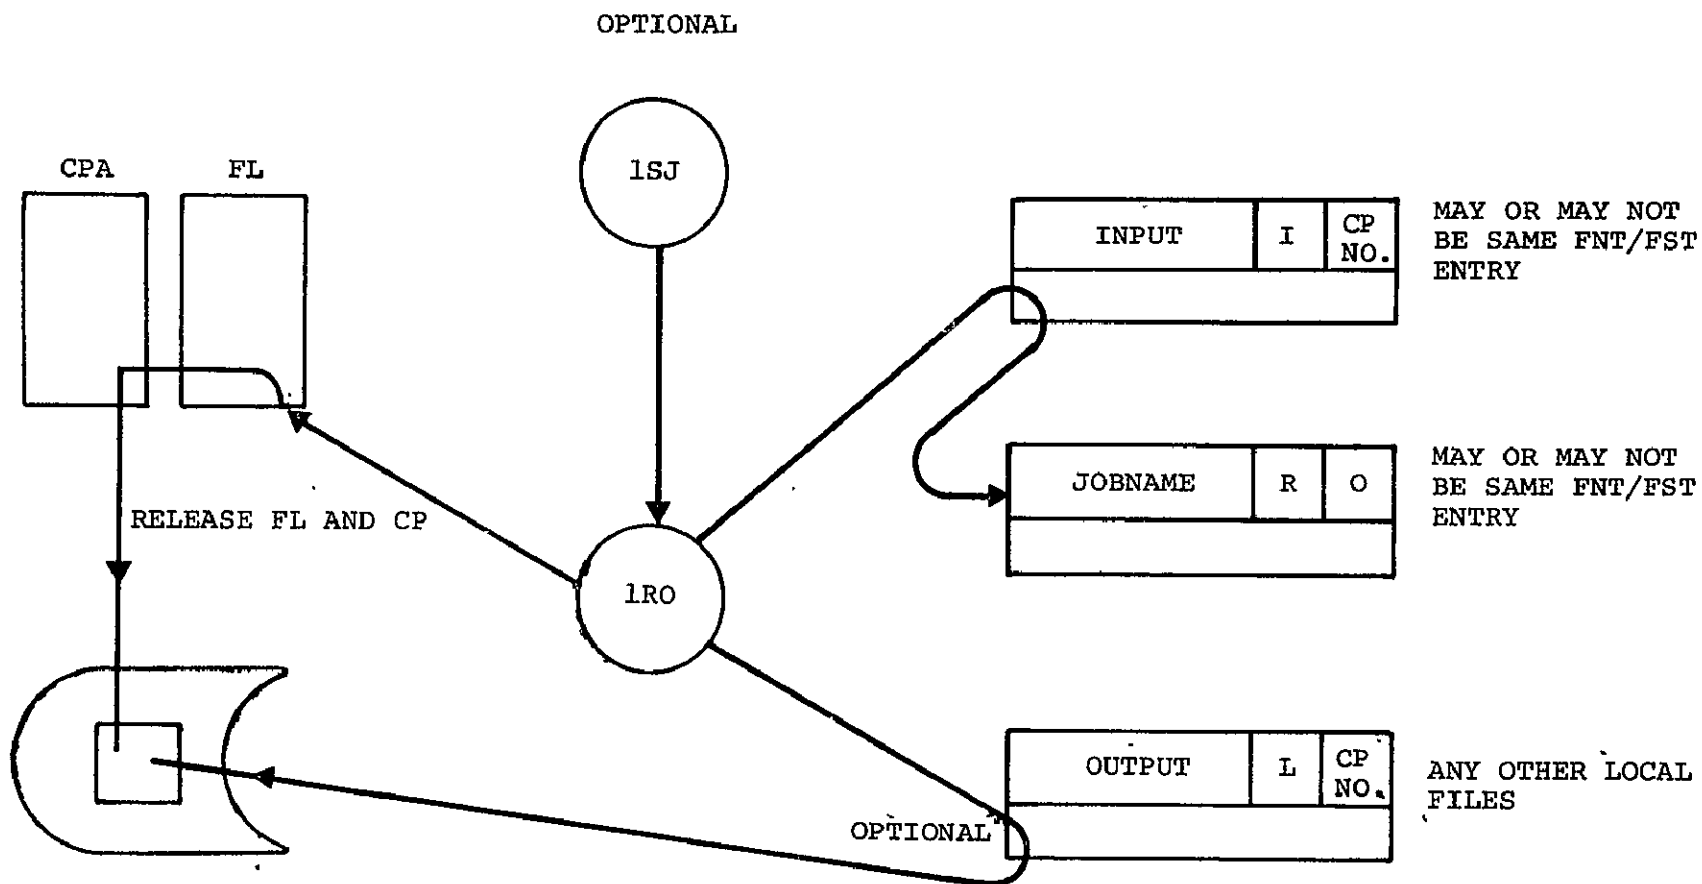 OPTIONAL
1SJ
CPA
FL
INPUT
I
CP
NO.
MAY OR MAY NOT
BE SAME FNT/FST
ENTRY
JOBNAME
R
O
MAY OR MAY NOT
BE SAME FNT/FST
ENTRY
RELEASE FL AND CP
1RO
OUTPUT
L
CP
NO.
ANY OTHER LOCAL
FILES
OPTIONAL